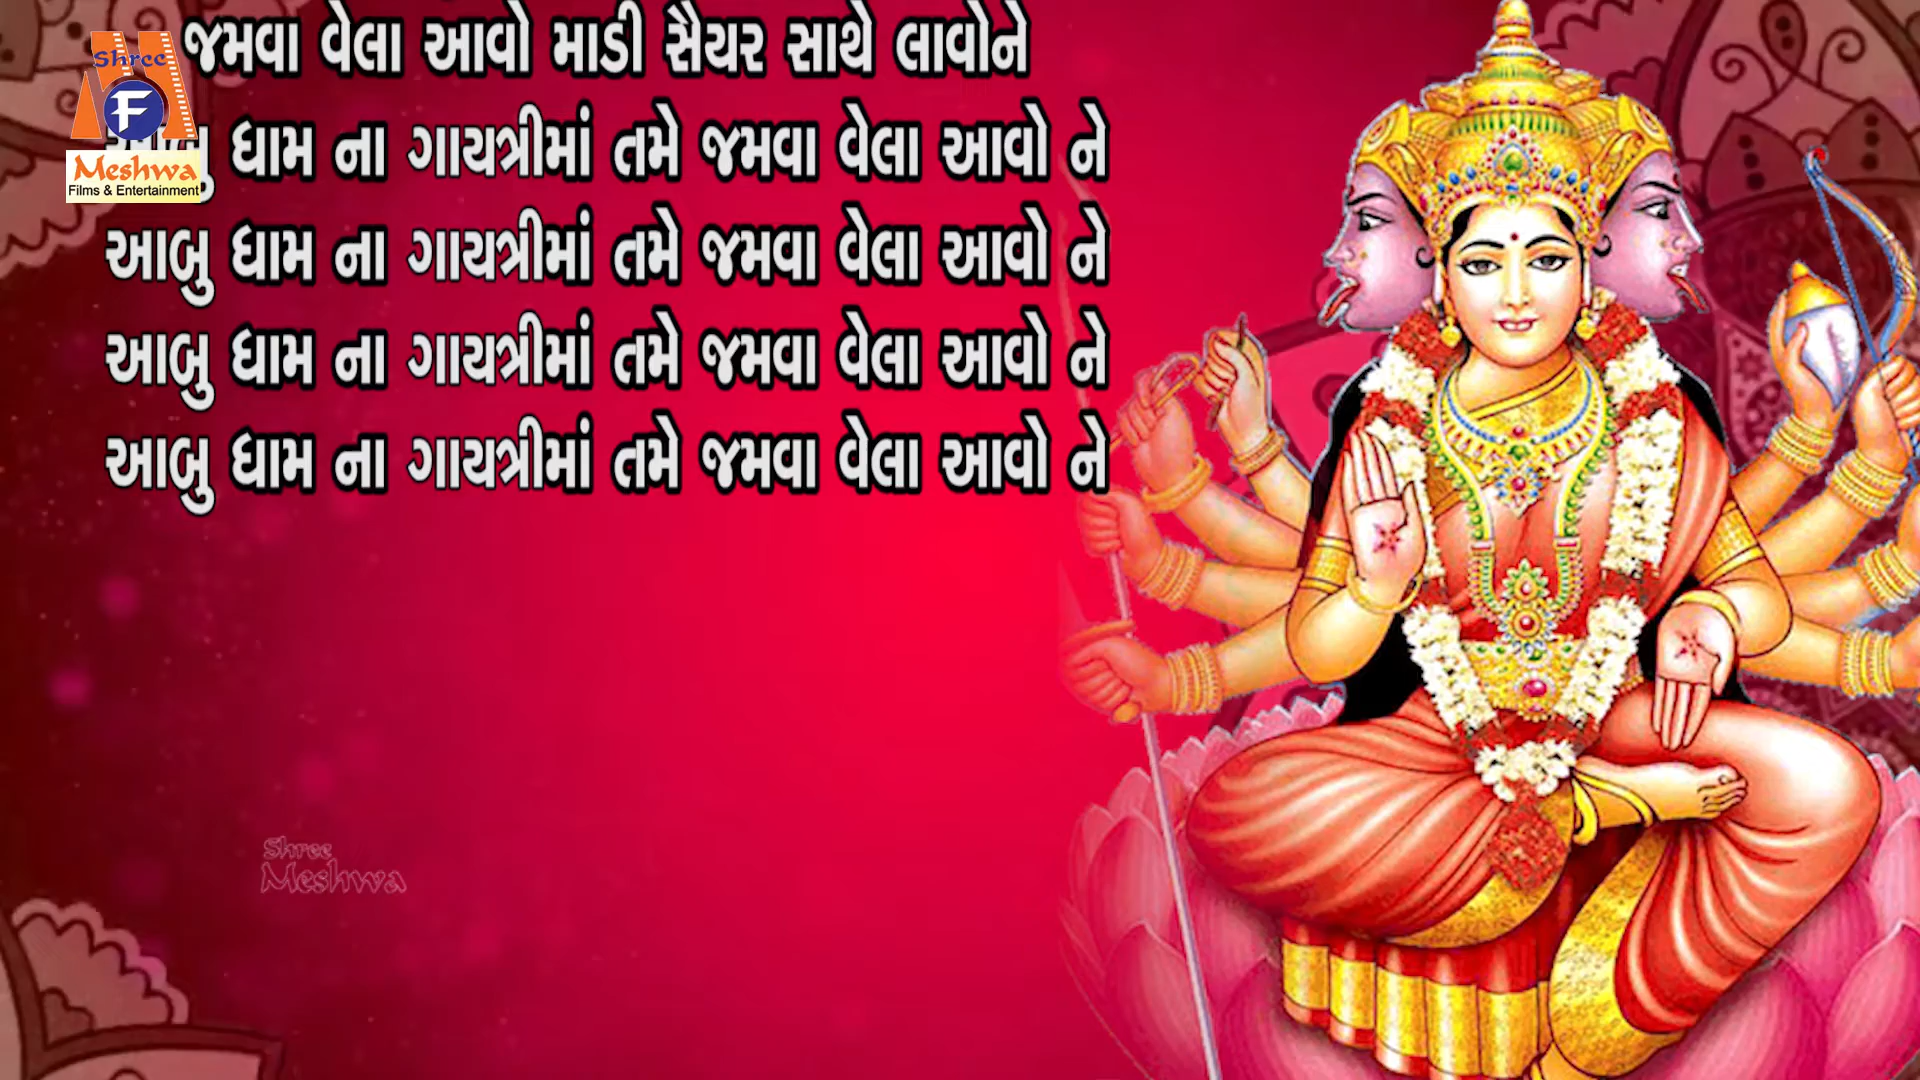 જમવા વેલા આવો માડી સૈયર સાથે લાવોને
Shree
F
ધામ ના ગાયત્રીમાં તમે જમવા વેલા આવો ને
Meshwa
Films & Entertainment
આબુ ધામ ના ગાયત્રીમાં તમે જમવા વેલા આવો ને
આબુ ધામ ના ગાયત્રીમાં તમે જમવા વેલા આવો ને
આબુ ધામ ના ગાયત્રીમાં તમે જમવા વેલા આવો ને
Shree
Meshwa